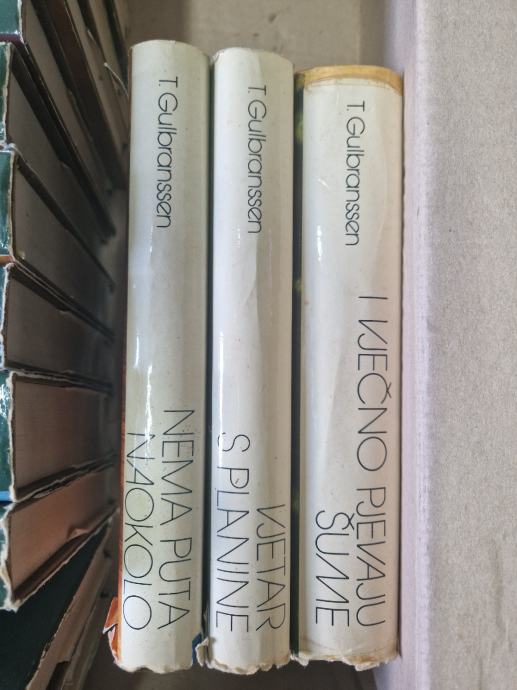 T. Gulbranssen
NEMA PUTA
NAOKOLO
T. Gulbranssen
VJETAR
S PLANINE
T. Gulbranssen
I VJEČNO PJEVAJU
ŠUME